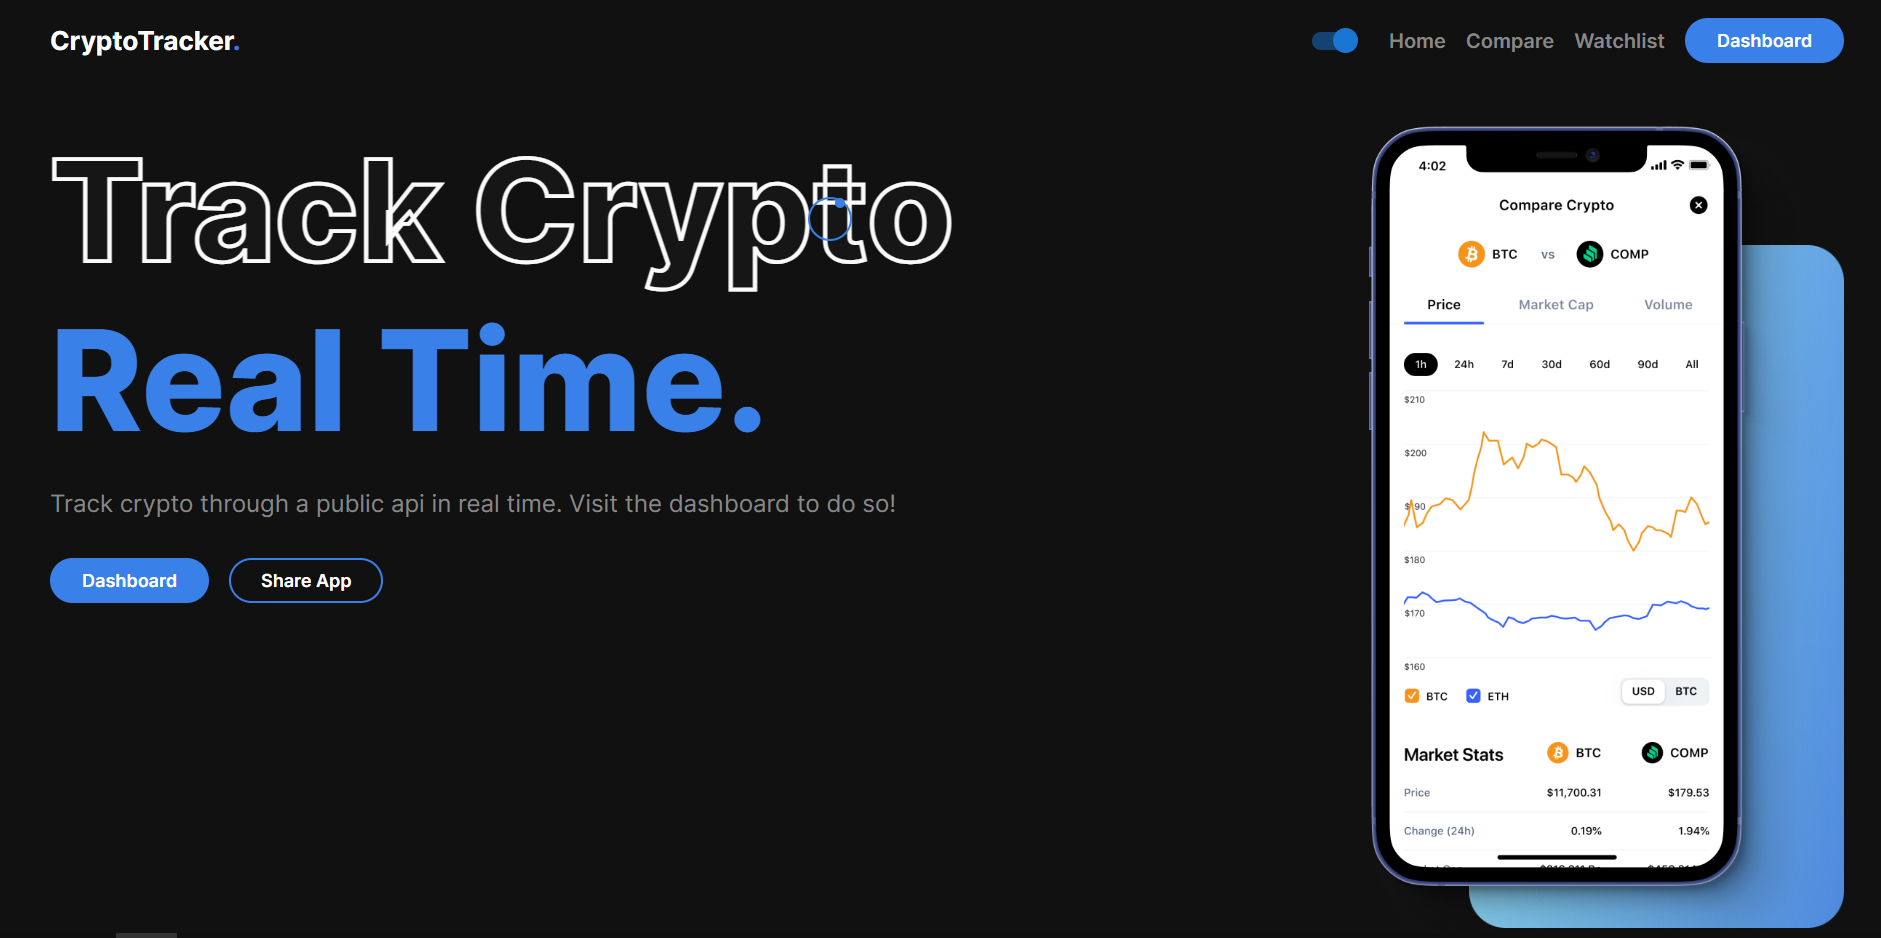 CryptoTracker.
Home Compare Watchlist Dashboard
Track Crypto
Real Time.
Track crypto through a public api in real time. Visit the dashboard to do so!
Dashboard Share App
4:02
Compare Crypto
BTC vs COMP
Price Market Cap Volume
1h 24h 7d 30d 60d 90d All
$210
$200
$190
$180
$170
$160
BTC ETH USD BTC
Market Stats BTC COMP
Price $11,700.31 $179.53
Change (24h) 0.19% 1.94%